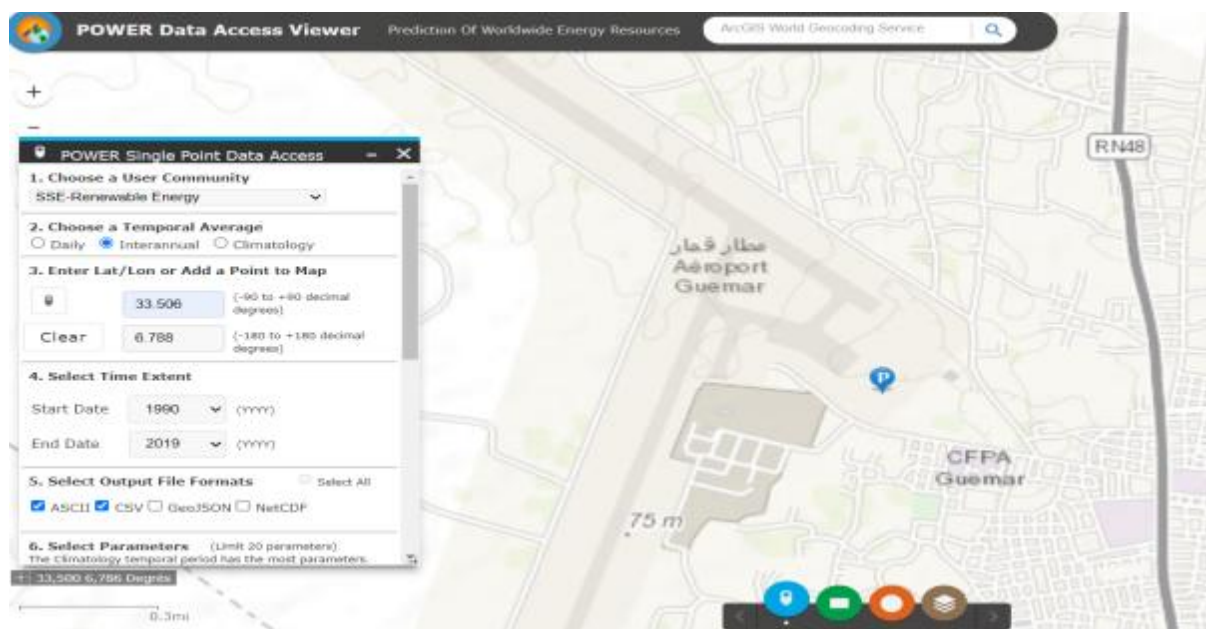 POWER Data Access Viewer
Prediction Of Worldwide Energy Resources
ArcGIS World Geocoding Service
+
−
POWER Single Point Data Access
1. Choose a User Community
SSE-Renewable Energy
2. Choose a Temporal Average
Daily Interannual Climatology
3. Enter Lat/Lon or Add a Point to Map
33.506 (-90 to +90 decimal
degrees)
Clear 6.788 (-180 to +180 decimal
degrees)
4. Select Time Extent
Start Date 1990 (YYYY)
End Date 2019 (YYYY)
5. Select Output File Formats Select All
ASCII CSV GeoJSON NetCDF
6. Select Parameters (Limit 20 parameters)
The Climatology temporal period has the most parameters.
33,500 6,786 Degrés
0.3mi
RN48
مطار قمار
Aéroport
Guemar
P
CFPA
Guemar
75 m